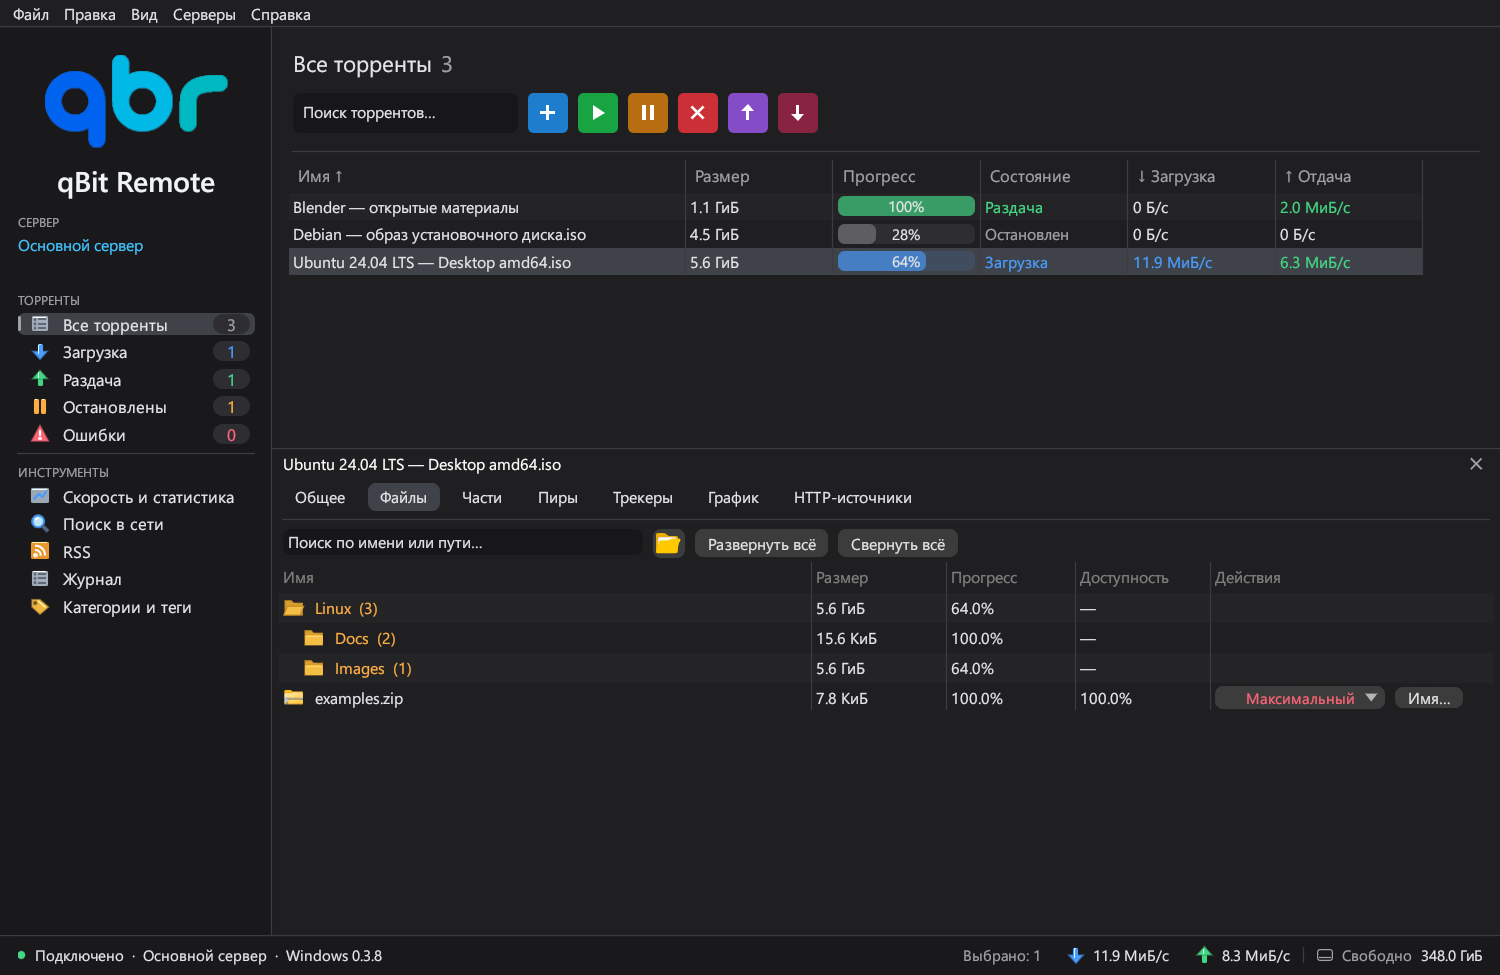 Файл Правка Вид Серверы Справка
qbr
qBit Remote
СЕРВЕР
Основной сервер
ТОРРЕНТЫ
Все торренты 3
Загрузка 1
Раздача 1
Остановлены 1
Ошибки 0
ИНСТРУМЕНТЫ
Скорость и статистика
Поиск в сети
RSS
Журнал
Категории и теги
Все торренты 3
Поиск торрентов...
Имя ↑ Размер Прогресс Состояние ↓ Загрузка ↑ Отдача
Blender — открытые материалы 1.1 ГиБ 100% Раздача 0 Б/с 2.0 МиБ/с
Debian — образ установочного диска.iso 4.5 ГиБ 28% Остановлен 0 Б/с 0 Б/с
Ubuntu 24.04 LTS — Desktop amd64.iso 5.6 ГиБ 64% Загрузка 11.9 МиБ/с 6.3 МиБ/с
Ubuntu 24.04 LTS — Desktop amd64.iso
Общее Файлы Части Пиры Трекеры График HTTP-источники
Поиск по имени или пути... Развернуть всё Свернуть всё
Имя Размер Прогресс Доступность Действия
Linux (3) 5.6 ГиБ 64.0% —
Docs (2) 15.6 КиБ 100.0% —
Images (1) 5.6 ГиБ 64.0% —
examples.zip 7.8 КиБ 100.0% 100.0% Максимальный Имя...
Подключено · Основной сервер · Windows 0.3.8 Выбрано: 1 11.9 МиБ/с 8.3 МиБ/с Свободно 348.0 ГиБ